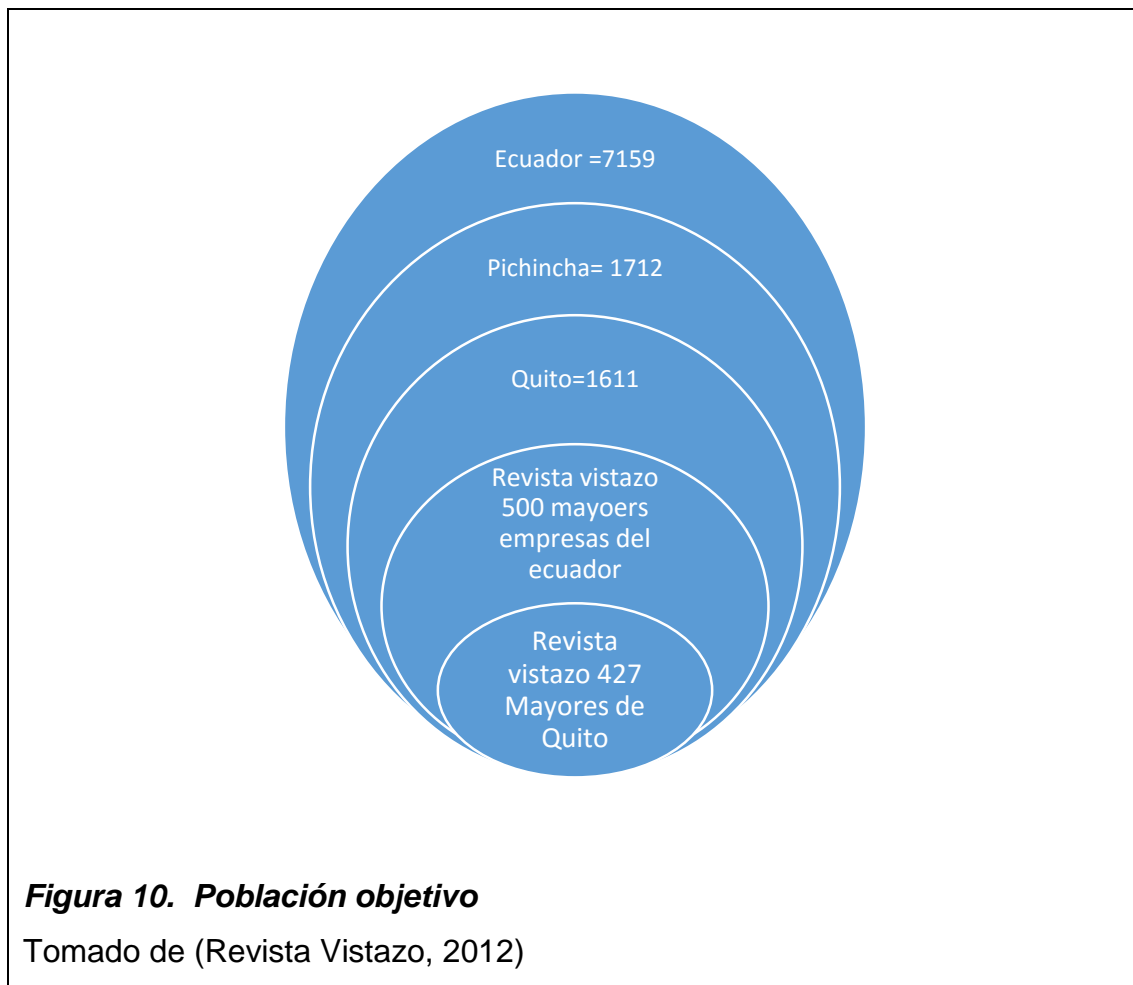 Ecuador =7159
Pichincha= 1712
Quito=1611
Revista vistazo
500 mayoers
empresas del
ecuador
Revista
vistazo 427
Mayores de
Quito
Figura 10.  Población objetivo
Tomado de (Revista Vistazo, 2012)